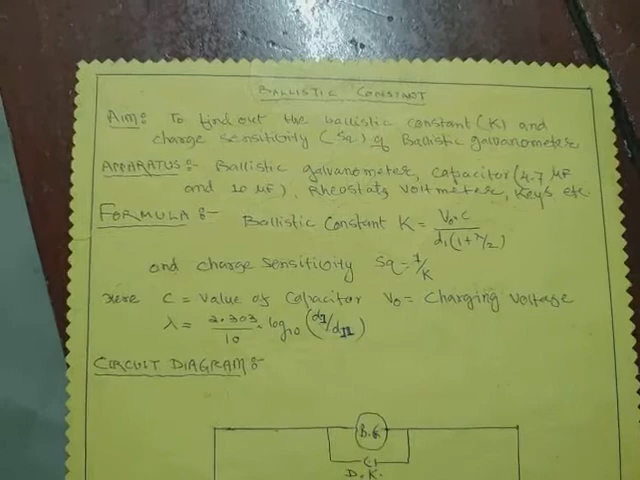 BALLISTIC CONSTANT
AIM:- To find out the ballistic constant (K) and
charge sensitivity (Sq) of Ballistic galvanometer
APPARATUS:- Ballistic galvanometer, capacitor (4.7 μF
and 10 μF), Rheostats voltmeter, Keys etc.
FORMULA:- Ballistic Constant K = V₀.C / d₁(1+λ/2)
and charge sensitivity Sq = 1/K
Here C = Value of Capacitor V₀ = Charging Voltage
λ = 2.303/10 . log₁₀ (d₁/d₁₁)
CIRCUIT DIAGRAM:-
B.G
D.K.